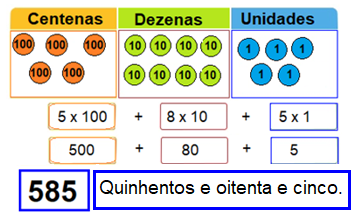 Centenas Dezenas Unidades
100 100 100 10 10 10 10 1 1 1
100 100 10 10 10 10 1 1
5 x 100 + 8 x 10 + 5 x 1
500 + 80 + 5
585 Quinhentos e oitenta e cinco.